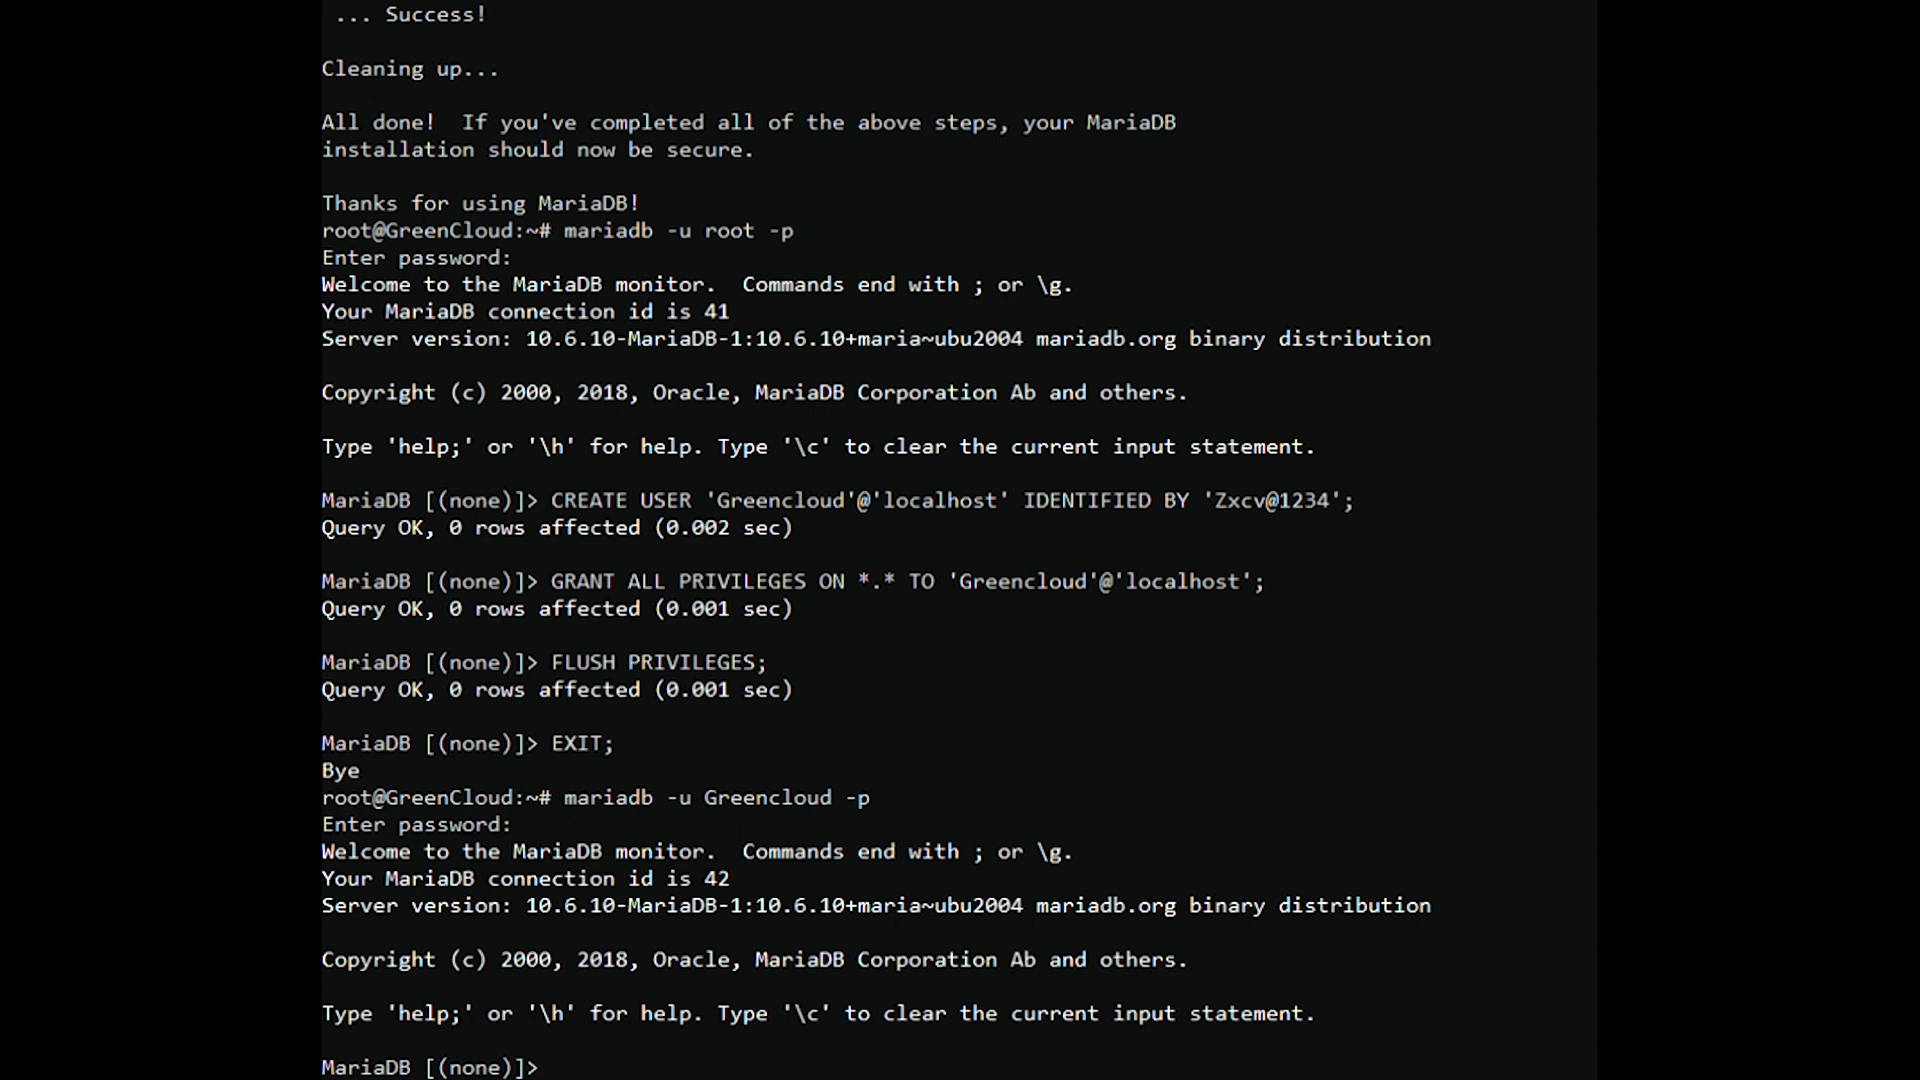 ... Success!
Cleaning up...
All done!  If you've completed all of the above steps, your MariaDB
installation should now be secure.
Thanks for using MariaDB!
root@GreenCloud:~# mariadb -u root -p
Enter password:
Welcome to the MariaDB monitor.  Commands end with ; or \g.
Your MariaDB connection id is 41
Server version: 10.6.10-MariaDB-1:10.6.10+maria~ubu2004 mariadb.org binary distribution
Copyright (c) 2000, 2018, Oracle, MariaDB Corporation Ab and others.
Type 'help;' or '\h' for help. Type '\c' to clear the current input statement.
MariaDB [(none)]> CREATE USER 'Greencloud'@'localhost' IDENTIFIED BY 'Zxcv@1234';
Query OK, 0 rows affected (0.002 sec)
MariaDB [(none)]> GRANT ALL PRIVILEGES ON *.* TO 'Greencloud'@'localhost';
Query OK, 0 rows affected (0.001 sec)
MariaDB [(none)]> FLUSH PRIVILEGES;
Query OK, 0 rows affected (0.001 sec)
MariaDB [(none)]> EXIT;
Bye
root@GreenCloud:~# mariadb -u Greencloud -p
Enter password:
Welcome to the MariaDB monitor.  Commands end with ; or \g.
Your MariaDB connection id is 42
Server version: 10.6.10-MariaDB-1:10.6.10+maria~ubu2004 mariadb.org binary distribution
Copyright (c) 2000, 2018, Oracle, MariaDB Corporation Ab and others.
Type 'help;' or '\h' for help. Type '\c' to clear the current input statement.
MariaDB [(none)]>